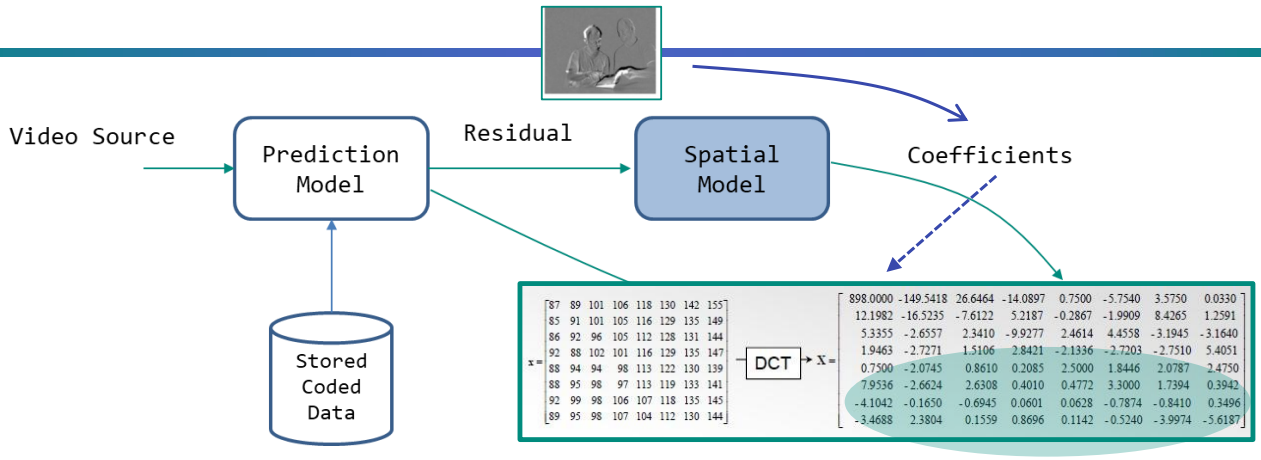 Video Source
Prediction
Model
Residual
Spatial
Model
Coefficients
Stored
Coded
Data
x =
87 89 101 106 118 130 142 155
85 91 101 105 116 129 135 149
86 92 96 105 112 128 131 144
92 88 102 101 116 129 135 147
88 94 94 98 113 122 130 139
88 95 98 97 113 119 133 141
92 99 98 106 107 118 135 145
89 95 98 107 104 112 130 144
DCT
X =
898.0000 -149.5418 26.6464 -14.0897 0.7500 -5.7540 3.5750 0.0330
12.1982 -16.5235 -7.6122 5.2187 -0.2867 -1.9909 8.4265 1.2591
5.3355 -2.6557 2.3410 -9.9277 2.4614 4.4558 -3.1945 -3.1640
1.9463 -2.7271 1.5106 2.8421 -2.1336 -2.7203 -2.7510 5.4051
0.7500 -2.0745 0.8610 0.2085 2.5000 1.8446 2.0787 2.4750
7.9536 -2.6624 2.6308 0.4010 0.4772 3.3000 1.7394 0.3942
-4.1042 -0.1650 -0.6945 0.0601 0.0628 -0.7874 -0.8410 0.3496
-3.4688 2.3804 0.1559 0.8696 0.1142 -0.5240 -3.9974 -5.6187